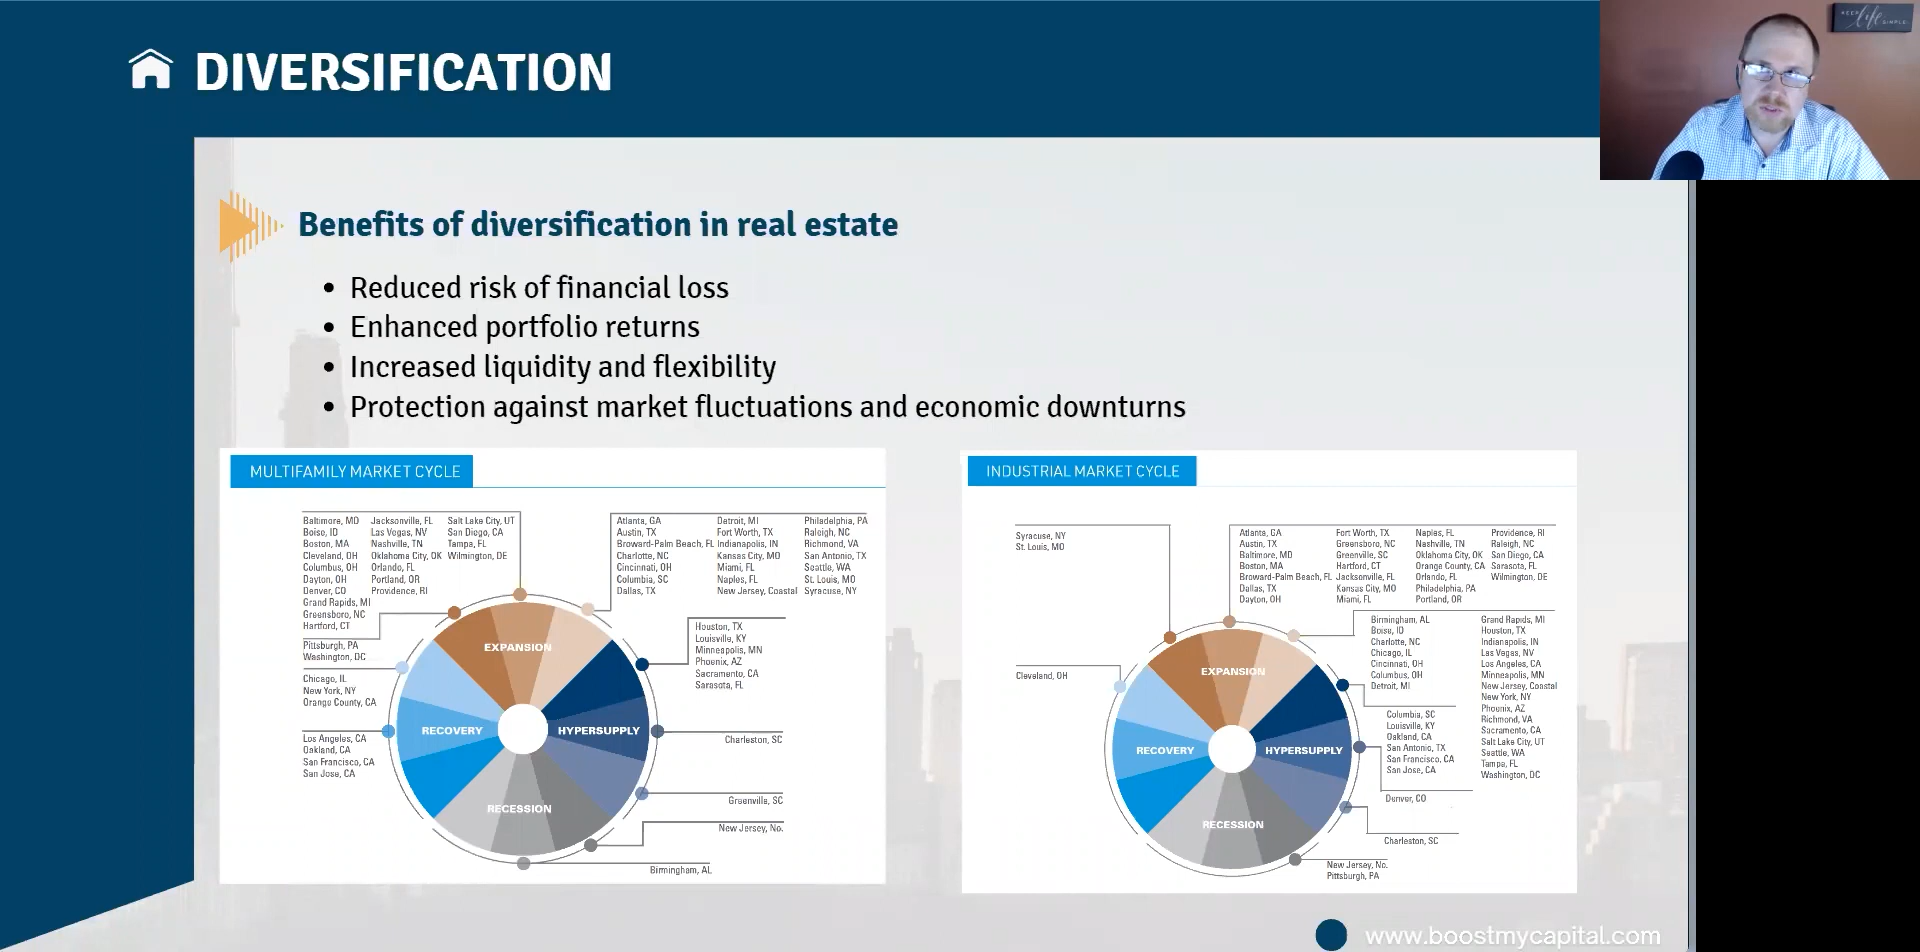 DIVERSIFICATION
KEEP
life
SIMPLE
Benefits of diversification in real estate
• Reduced risk of financial loss
• Enhanced portfolio returns
• Increased liquidity and flexibility
• Protection against market fluctuations and economic downturns
MULTIFAMILY MARKET CYCLE
Baltimore, MD
Boise, ID
Boston, MA
Cleveland, OH
Columbus, OH
Dayton, OH
Denver, CO
Grand Rapids, MI
Greensboro, NC
Hartford, CT
Jacksonville, FL
Las Vegas, NV
Nashville, TN
Oklahoma City, OK
Orlando, FL
Portland, OR
Providence, RI
Salt Lake City, UT
San Diego, CA
Tampa, FL
Wilmington, DE
Atlanta, GA
Austin, TX
Broward-Palm Beach, FL
Charlotte, NC
Cincinnati, OH
Columbia, SC
Dallas, TX
Detroit, MI
Fort Worth, TX
Indianapolis, IN
Kansas City, MO
Miami, FL
Naples, FL
New Jersey, Coastal
Philadelphia, PA
Raleigh, NC
Richmond, VA
San Antonio, TX
Seattle, WA
St. Louis, MO
Syracuse, NY
Pittsburgh, PA
Washington, DC
Chicago, IL
New York, NY
Orange County, CA
Los Angeles, CA
Oakland, CA
San Francisco, CA
San Jose, CA
Houston, TX
Louisville, KY
Minneapolis, MN
Phoenix, AZ
Sacramento, CA
Sarasota, FL
Charleston, SC
Greenville, SC
New Jersey, No.
Birmingham, AL
EXPANSION
RECOVERY
HYPERSUPPLY
RECESSION
INDUSTRIAL MARKET CYCLE
Syracuse, NY
St. Louis, MO
Cleveland, OH
Atlanta, GA
Austin, TX
Baltimore, MD
Boston, MA
Broward-Palm Beach, FL
Dallas, TX
Dayton, OH
Fort Worth, TX
Greensboro, NC
Greenville, SC
Hartford, CT
Jacksonville, FL
Kansas City, MO
Miami, FL
Naples, FL
Nashville, TN
Oklahoma City, OK
Orange County, CA
Orlando, FL
Philadelphia, PA
Portland, OR
Providence, RI
Raleigh, NC
San Diego, CA
Sarasota, FL
Wilmington, DE
Birmingham, AL
Boise, ID
Charlotte, NC
Chicago, IL
Cincinnati, OH
Columbus, OH
Detroit, MI
Grand Rapids, MI
Houston, TX
Indianapolis, IN
Las Vegas, NV
Los Angeles, CA
Minneapolis, MN
New Jersey, Coastal
New York, NY
Phoenix, AZ
Richmond, VA
Sacramento, CA
Salt Lake City, UT
Seattle, WA
Tampa, FL
Washington, DC
Columbia, SC
Louisville, KY
Oakland, CA
San Antonio, TX
San Francisco, CA
San Jose, CA
Denver, CO
Charleston, SC
New Jersey, No.
Pittsburgh, PA
EXPANSION
RECOVERY
HYPERSUPPLY
RECESSION
www.boostmycapital.com